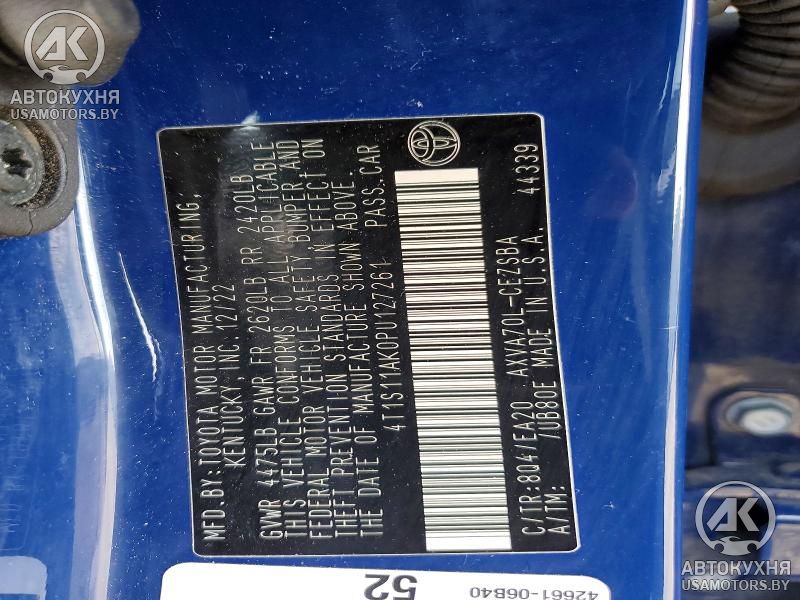 АК
АВТОКУХНЯ
USAMOTORS.BY
MFD.BY:TOYOTA MOTOR MANUFACTURING,
KENTUCKY, INC. 12/22
GVWR 4475LB GAWR FR 2620LB RR 2420LB
THIS VEHICLE CONFORMS TO ALL APPLICABLE
FEDERAL MOTOR VEHICLE SAFETY, BUMPER AND
THEFT PREVENTION STANDARDS IN EFFECT ON
THE DATE OF MANUFACTURE SHOWN ABOVE.
4T1S11AK0PU127261 PASS.CAR
C/TR:8Q4/EA20 AXVA70L-CEZSBA
A/TM: /UB80E MADE IN U.S.A. 44339
52
42661-06B40
АК
АВТОКУХНЯ
USAMOTORS.BY